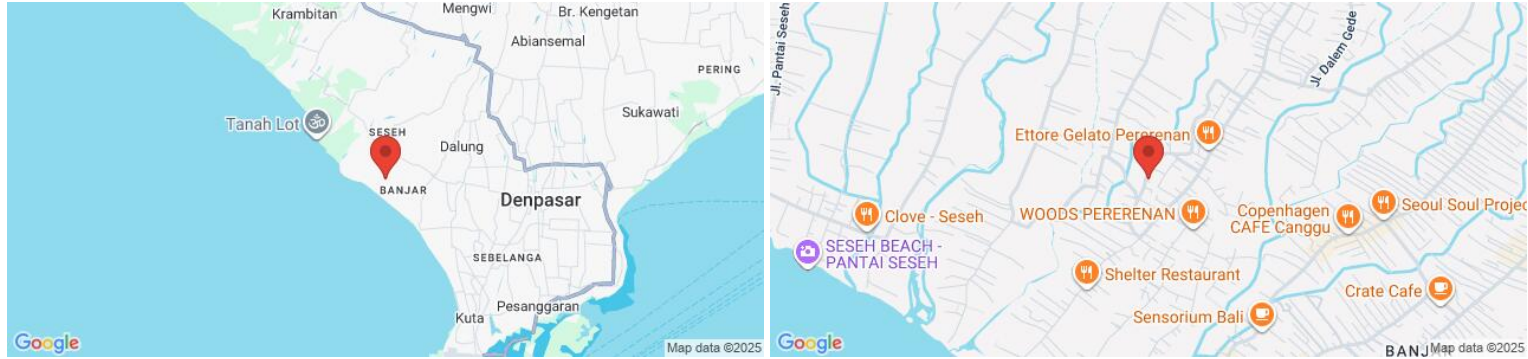 Krambitan
Mengwi
Br. Kengetan
Abiansemal
PERING
Sukawati
Tanah Lot
SESEH
Dalung
BANJAR
Denpasar
SEBELANGA
Pesanggaran
Kuta
Google
Map data ©2025
Jl. Pantai Seseh
Jl. Dalem Gede
Ettore Gelato Pererenan
Clove - Seseh
WOODS PERERENAN
Copenhagen
CAFE Canggu
Seoul Soul Projec
SESEH BEACH -
PANTAI SESEH
Shelter Restaurant
Crate Cafe
Sensorium Bali
Google
Map data ©2025